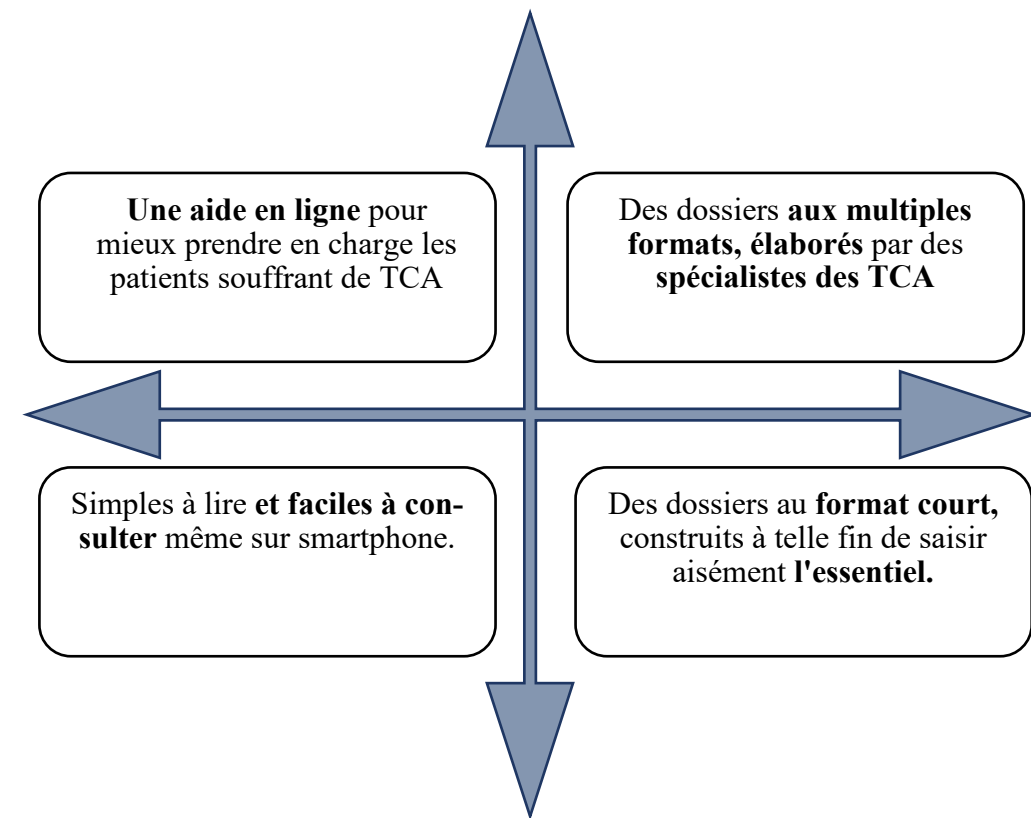 Une aide en ligne pour
mieux prendre en charge les
patients souffrant de TCA
Des dossiers aux multiples
formats, élaborés par des
spécialistes des TCA
Simples à lire et faciles à con-
sulter même sur smartphone.
Des dossiers au format court,
construits à telle fin de saisir
aisément l'essentiel.